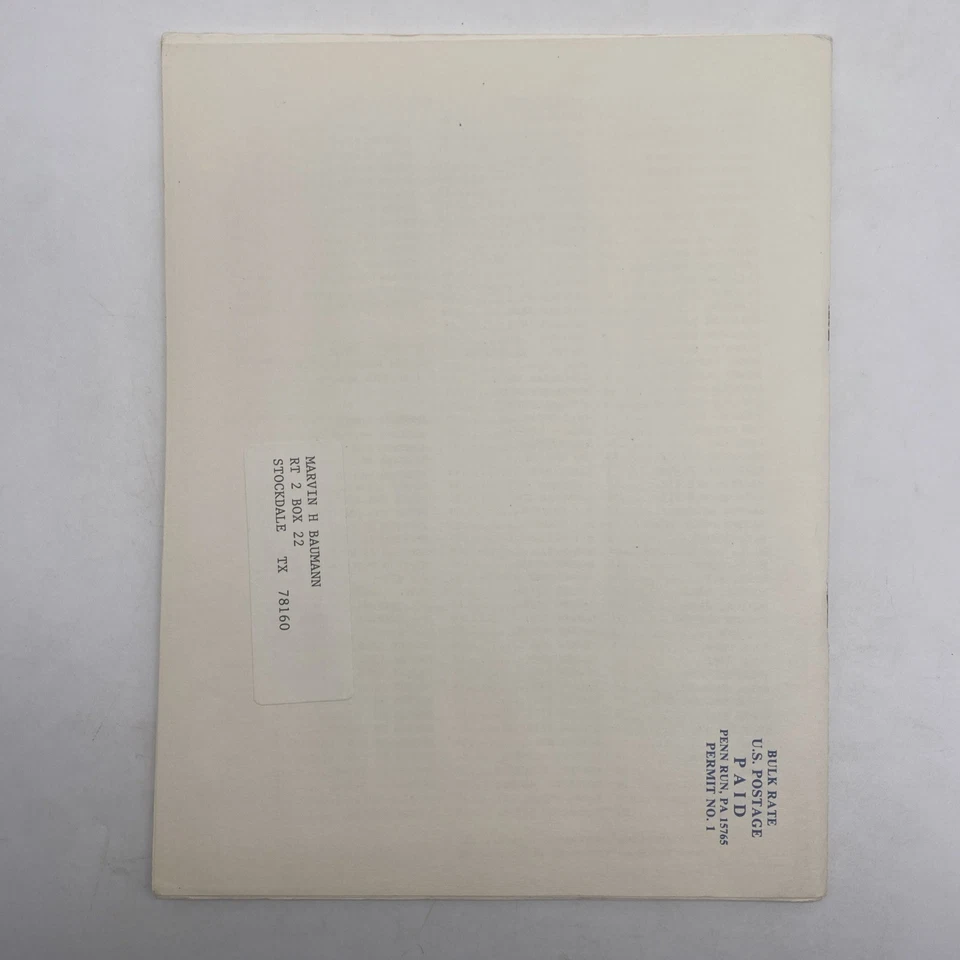 BULK RATE
U.S. POSTAGE
PAID
PENN RUN, PA 15765
PERMIT NO. 1
MARVIN H BAUMANN
RT 2 BOX 22
STOCKDALE TX 78160